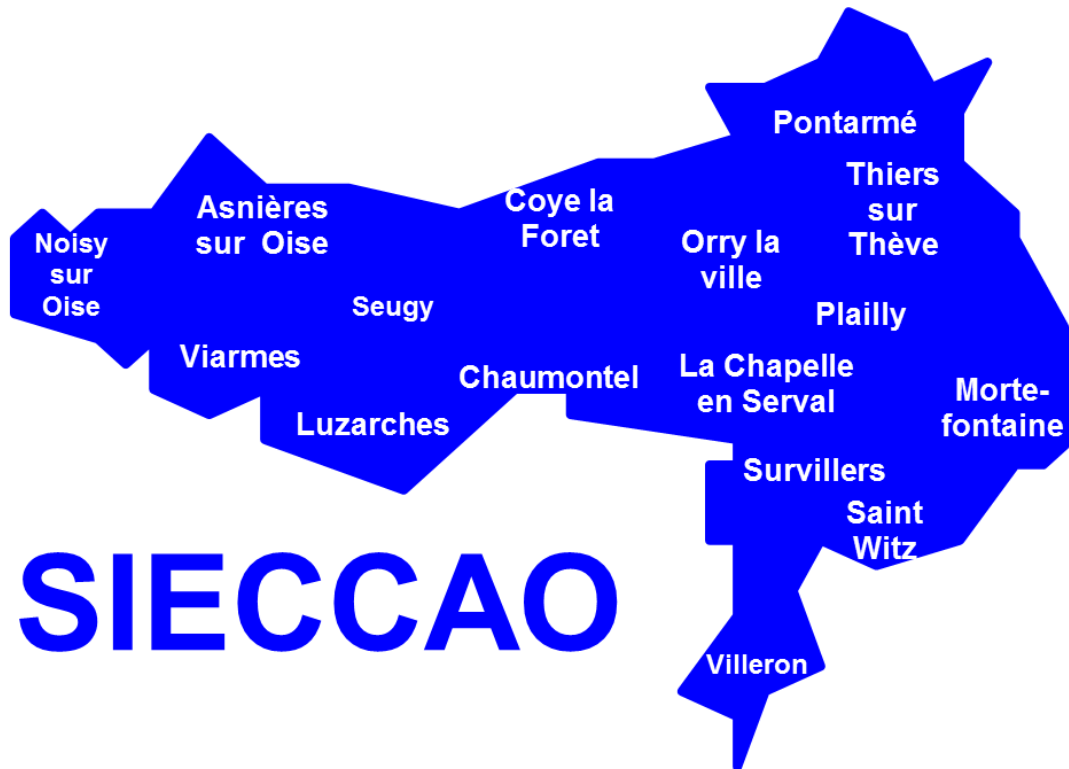 Pontarmé
Thiers
sur
Thève
Asnières
sur Oise
Coye la
Foret
Noisy
sur
Oise
Orry la
ville
Seugy
Plailly
Viarmes
Chaumontel
La Chapelle
en Serval
Morte-
fontaine
Luzarches
Survillers
Saint
Witz
SIECCAO
Villeron